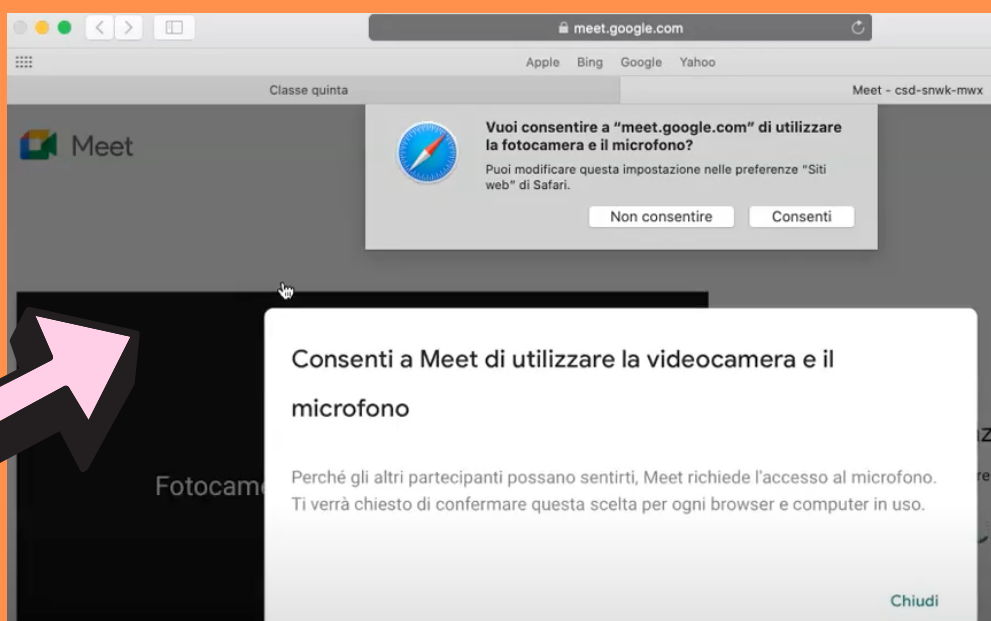 meet.google.com
Apple Bing Google Yahoo
Classe quinta
Meet - csd-snwk-mwx
Meet
Vuoi consentire a “meet.google.com” di utilizzare
la fotocamera e il microfono?
Puoi modificare questa impostazione nelle preferenze “Siti
web” di Safari.
Non consentire Consenti
Consenti a Meet di utilizzare la videocamera e il
microfono
Perché gli altri partecipanti possano sentirti, Meet richiede l'accesso al microfono.
Ti verrà chiesto di confermare questa scelta per ogni browser e computer in uso.
Fotocame
Chiudi